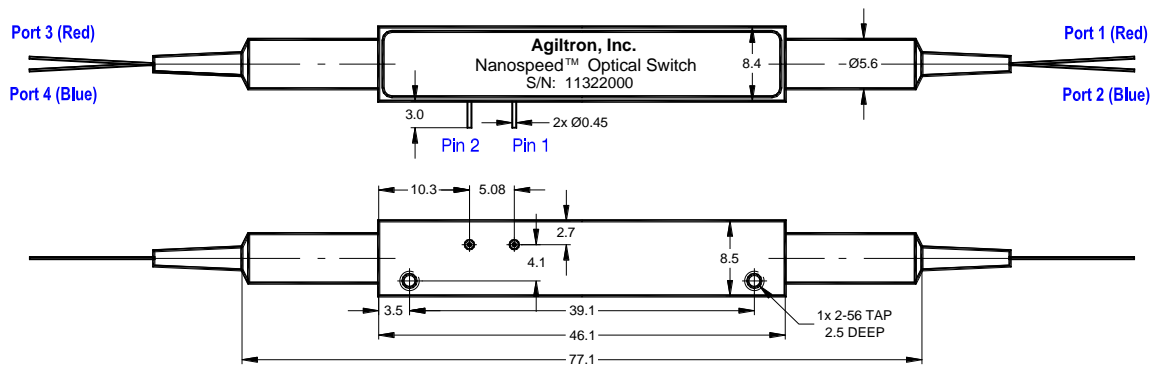 Port 3 (Red)
Port 4 (Blue)
Agiltron, Inc.
Nanospeed™ Optical Switch
S/N: 11322000
8.4
Ø5.6
Port 1 (Red)
Port 2 (Blue)
3.0
2x Ø0.45
Pin 2
Pin 1
10.3
5.08
2.7
4.1
8.5
3.5
39.1
1x 2-56 TAP
2.5 DEEP
46.1
77.1